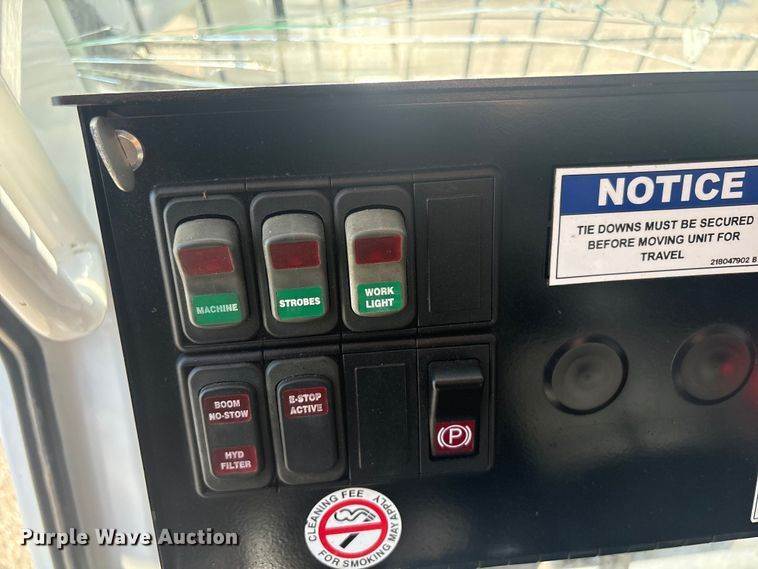 NOTICE
TIE DOWNS MUST BE SECURED
BEFORE MOVING UNIT FOR
TRAVEL
218047902 B
MACHINE
STROBES
WORK
LIGHT
BOOM
NO-STOW
HYD
FILTER
E-STOP
ACTIVE
P
CLEANING FEE MAY APPLY
FOR SMOKING
Purple Wave Auction